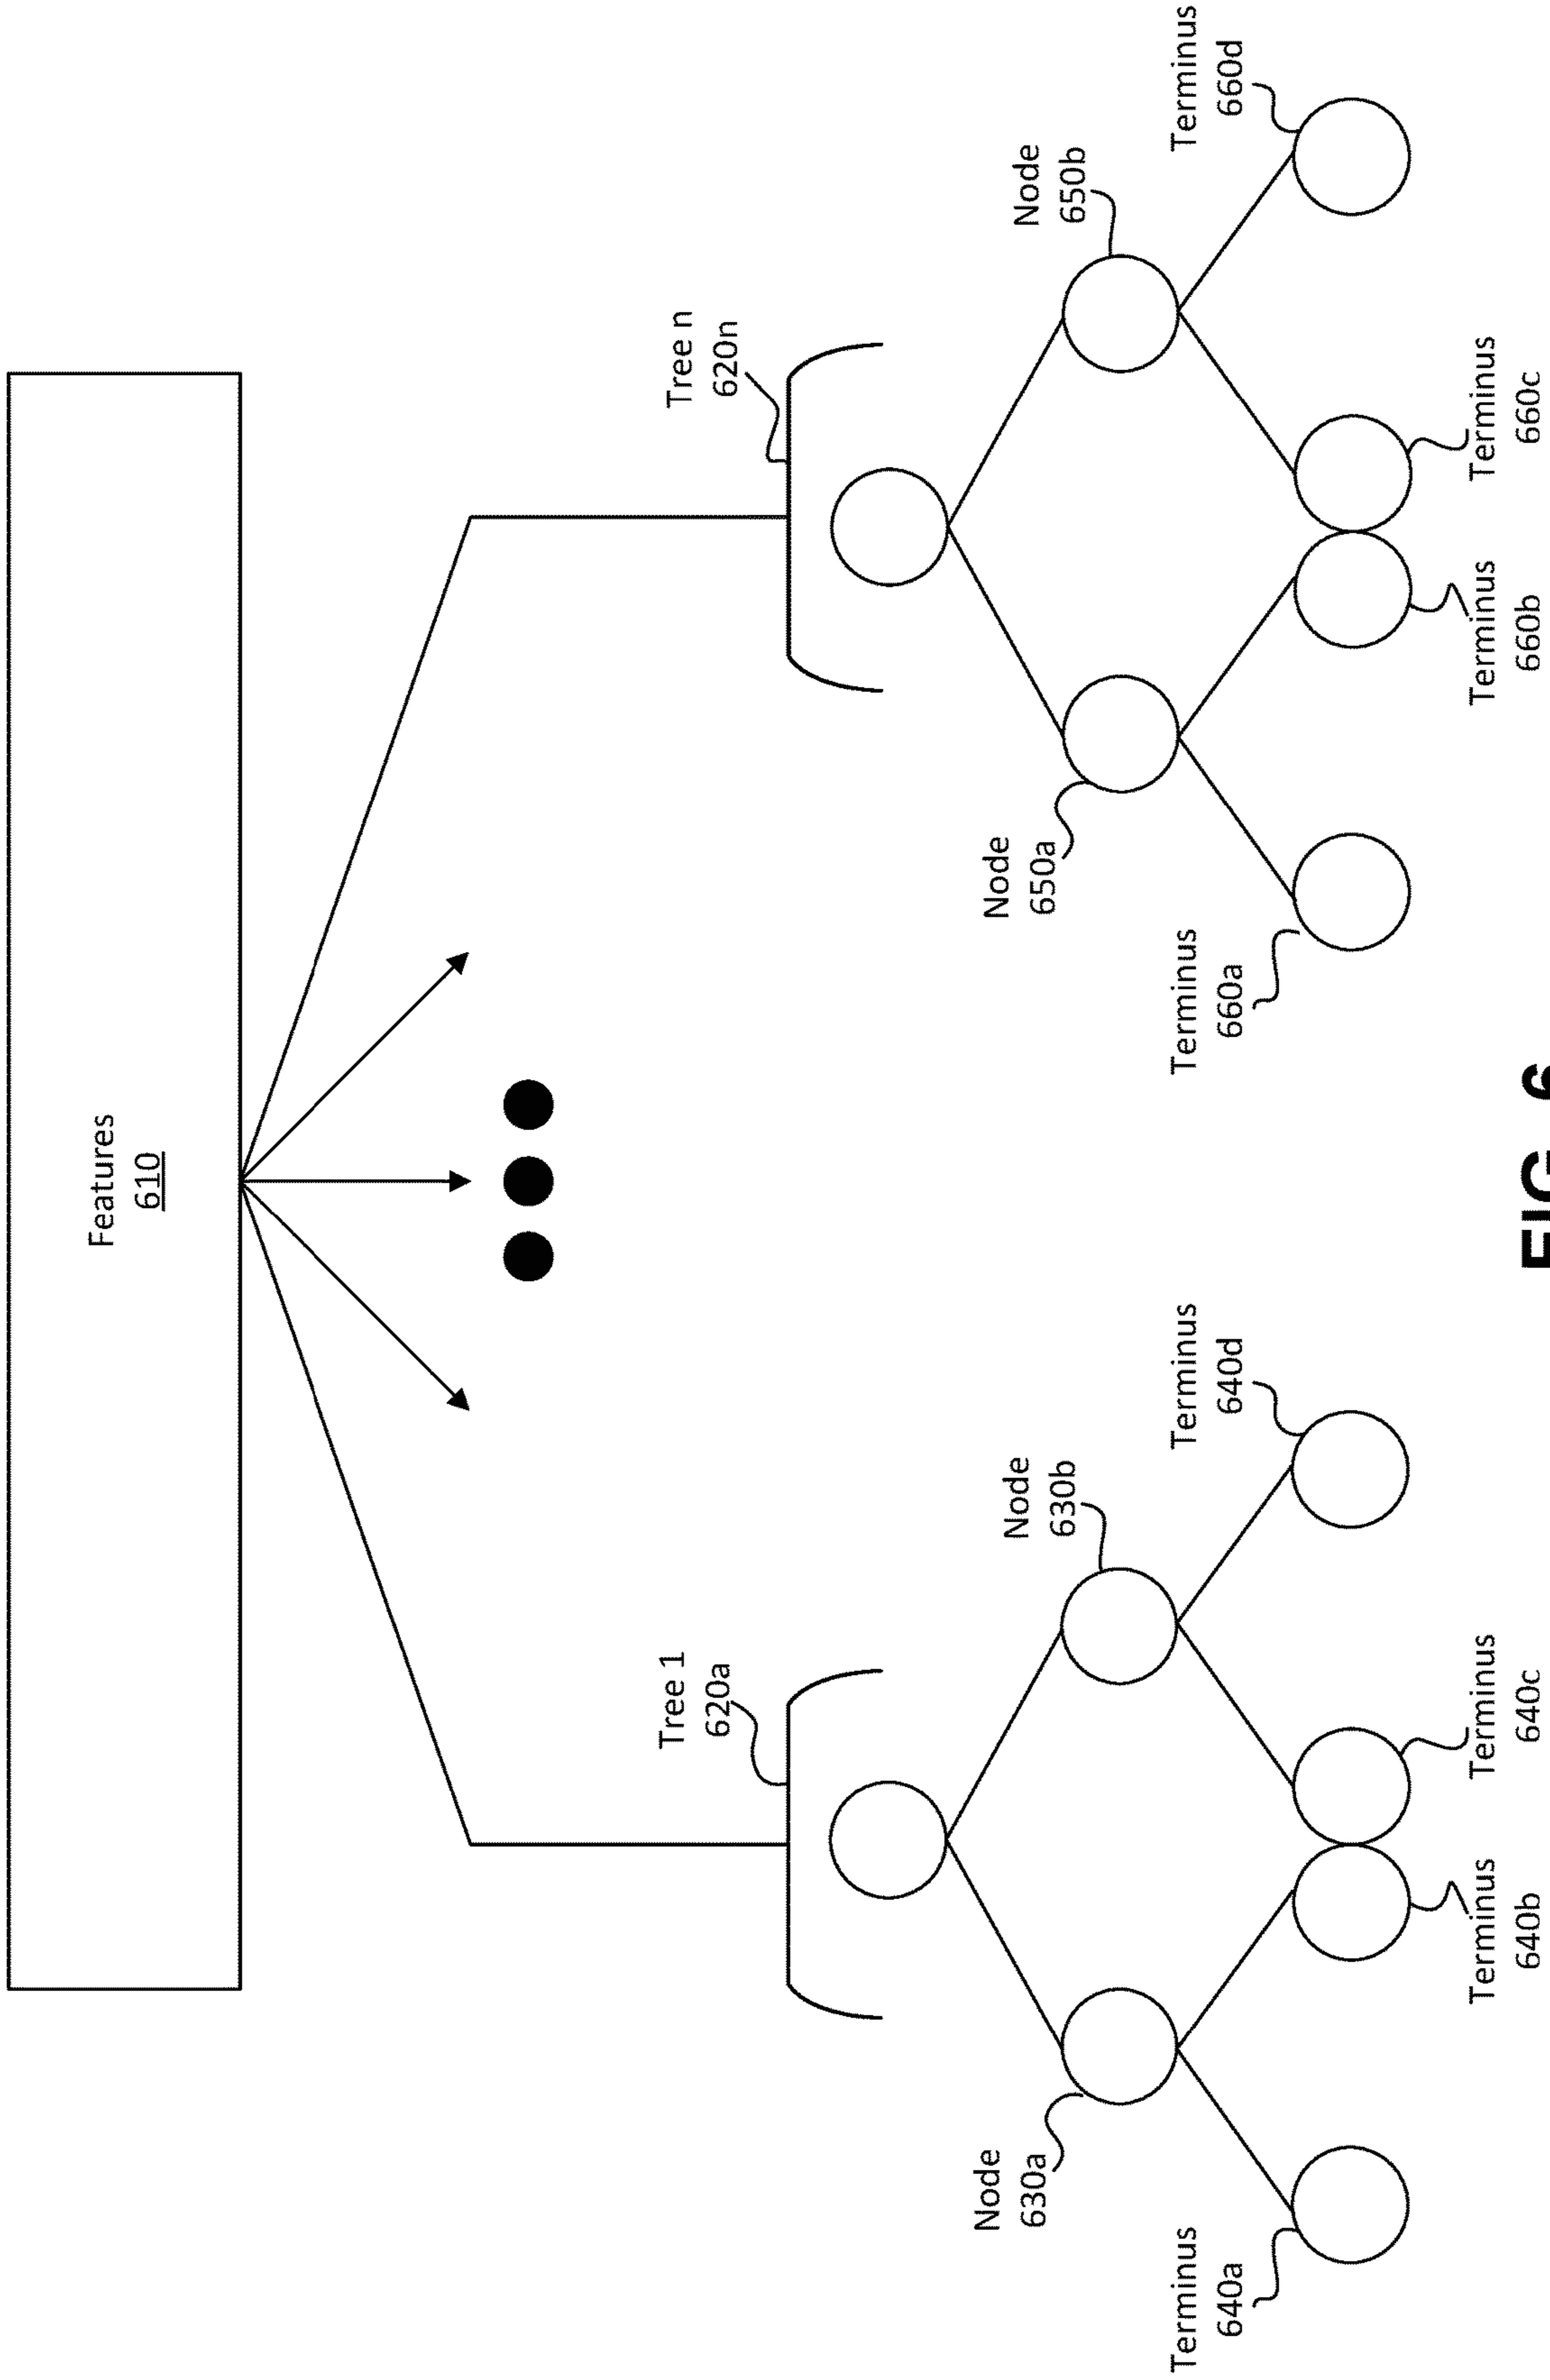 Features
610
Tree 1
620a
Tree n
620n
Node
630a
Node
630b
Node
650a
Node
650b
Terminus
640a
Terminus
640d
Terminus
660a
Terminus
660d
Terminus
640b
Terminus
640c
Terminus
660b
Terminus
660c
FIG. 6